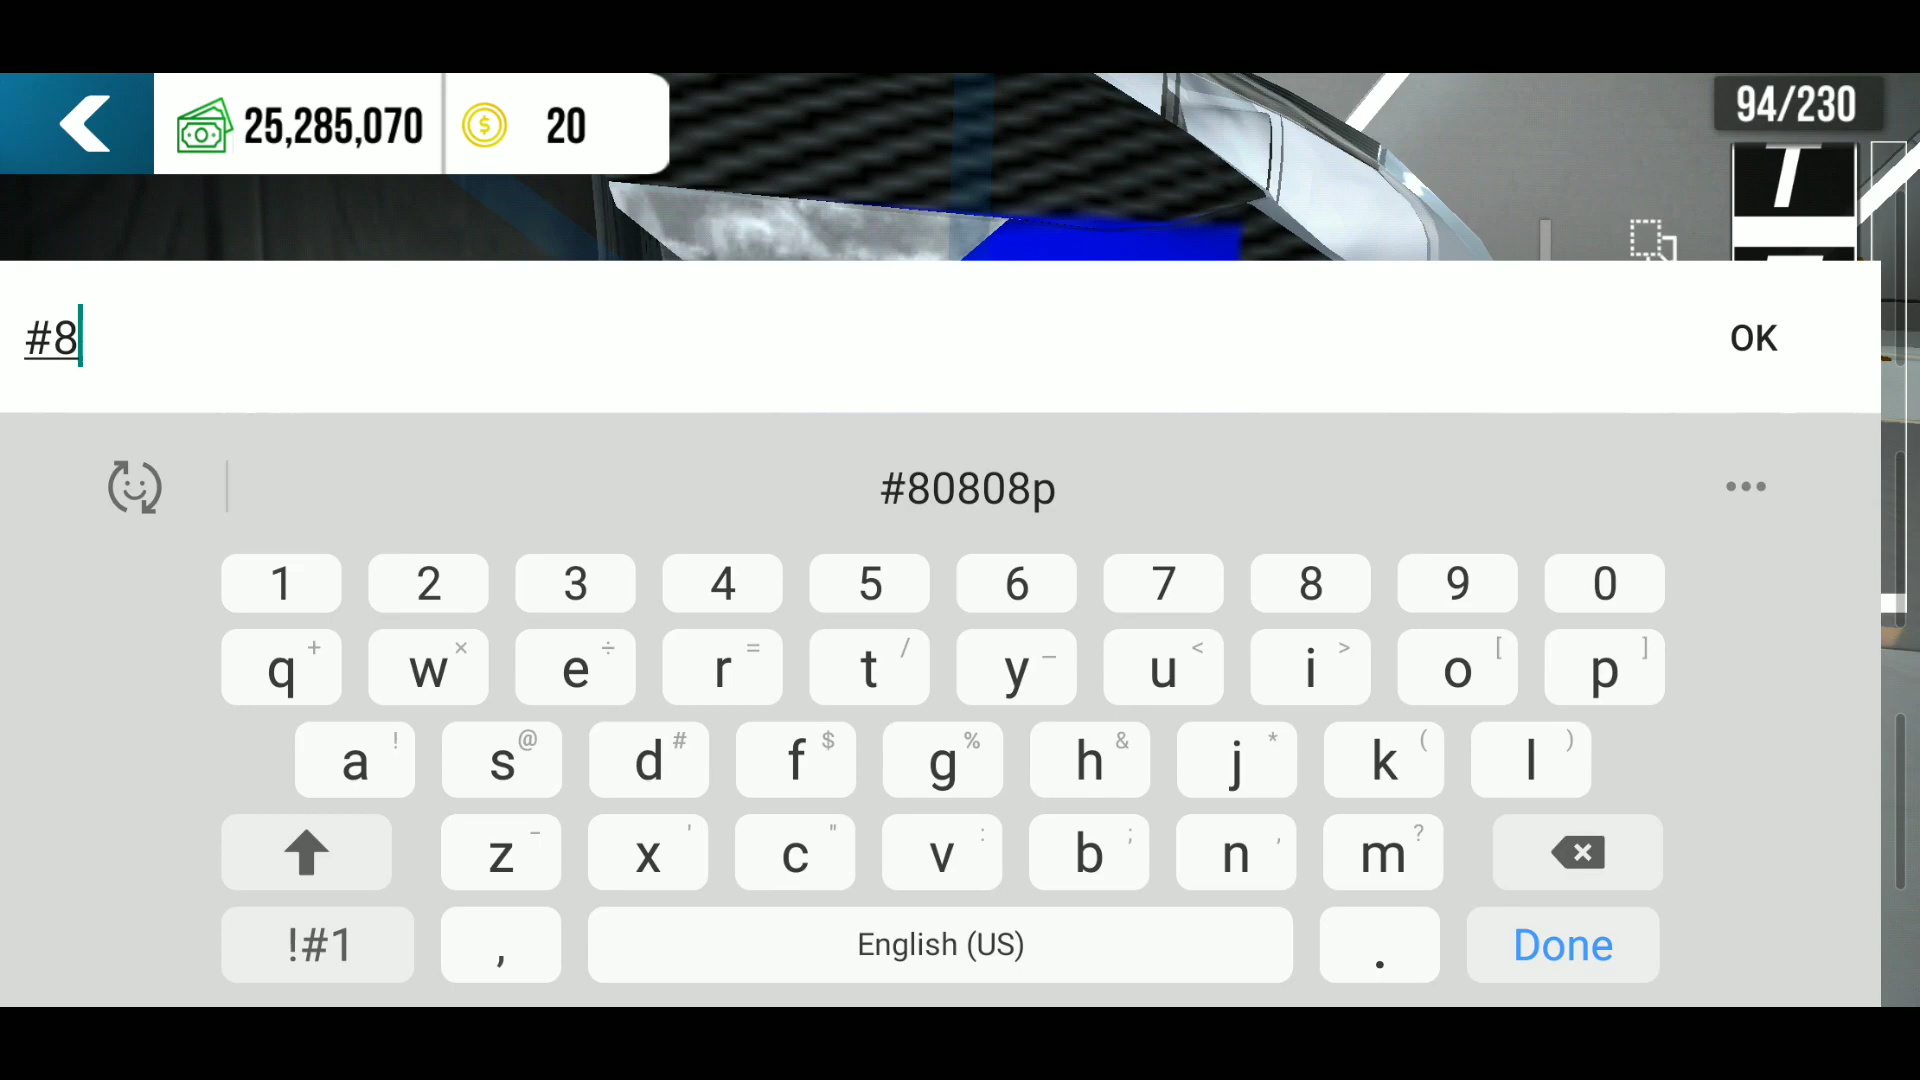 25,285,070
20
94/230
T
#8
OK
#80808p
1 2 3 4 5 6 7 8 9 0
q + w × e ÷ r = t / y _ u < i > o [ p ]
a ! s @ d # f $ g % h & j * k ( l )
z - x ' c " v : b ; n , m ?
!#1 , English (US) . Done